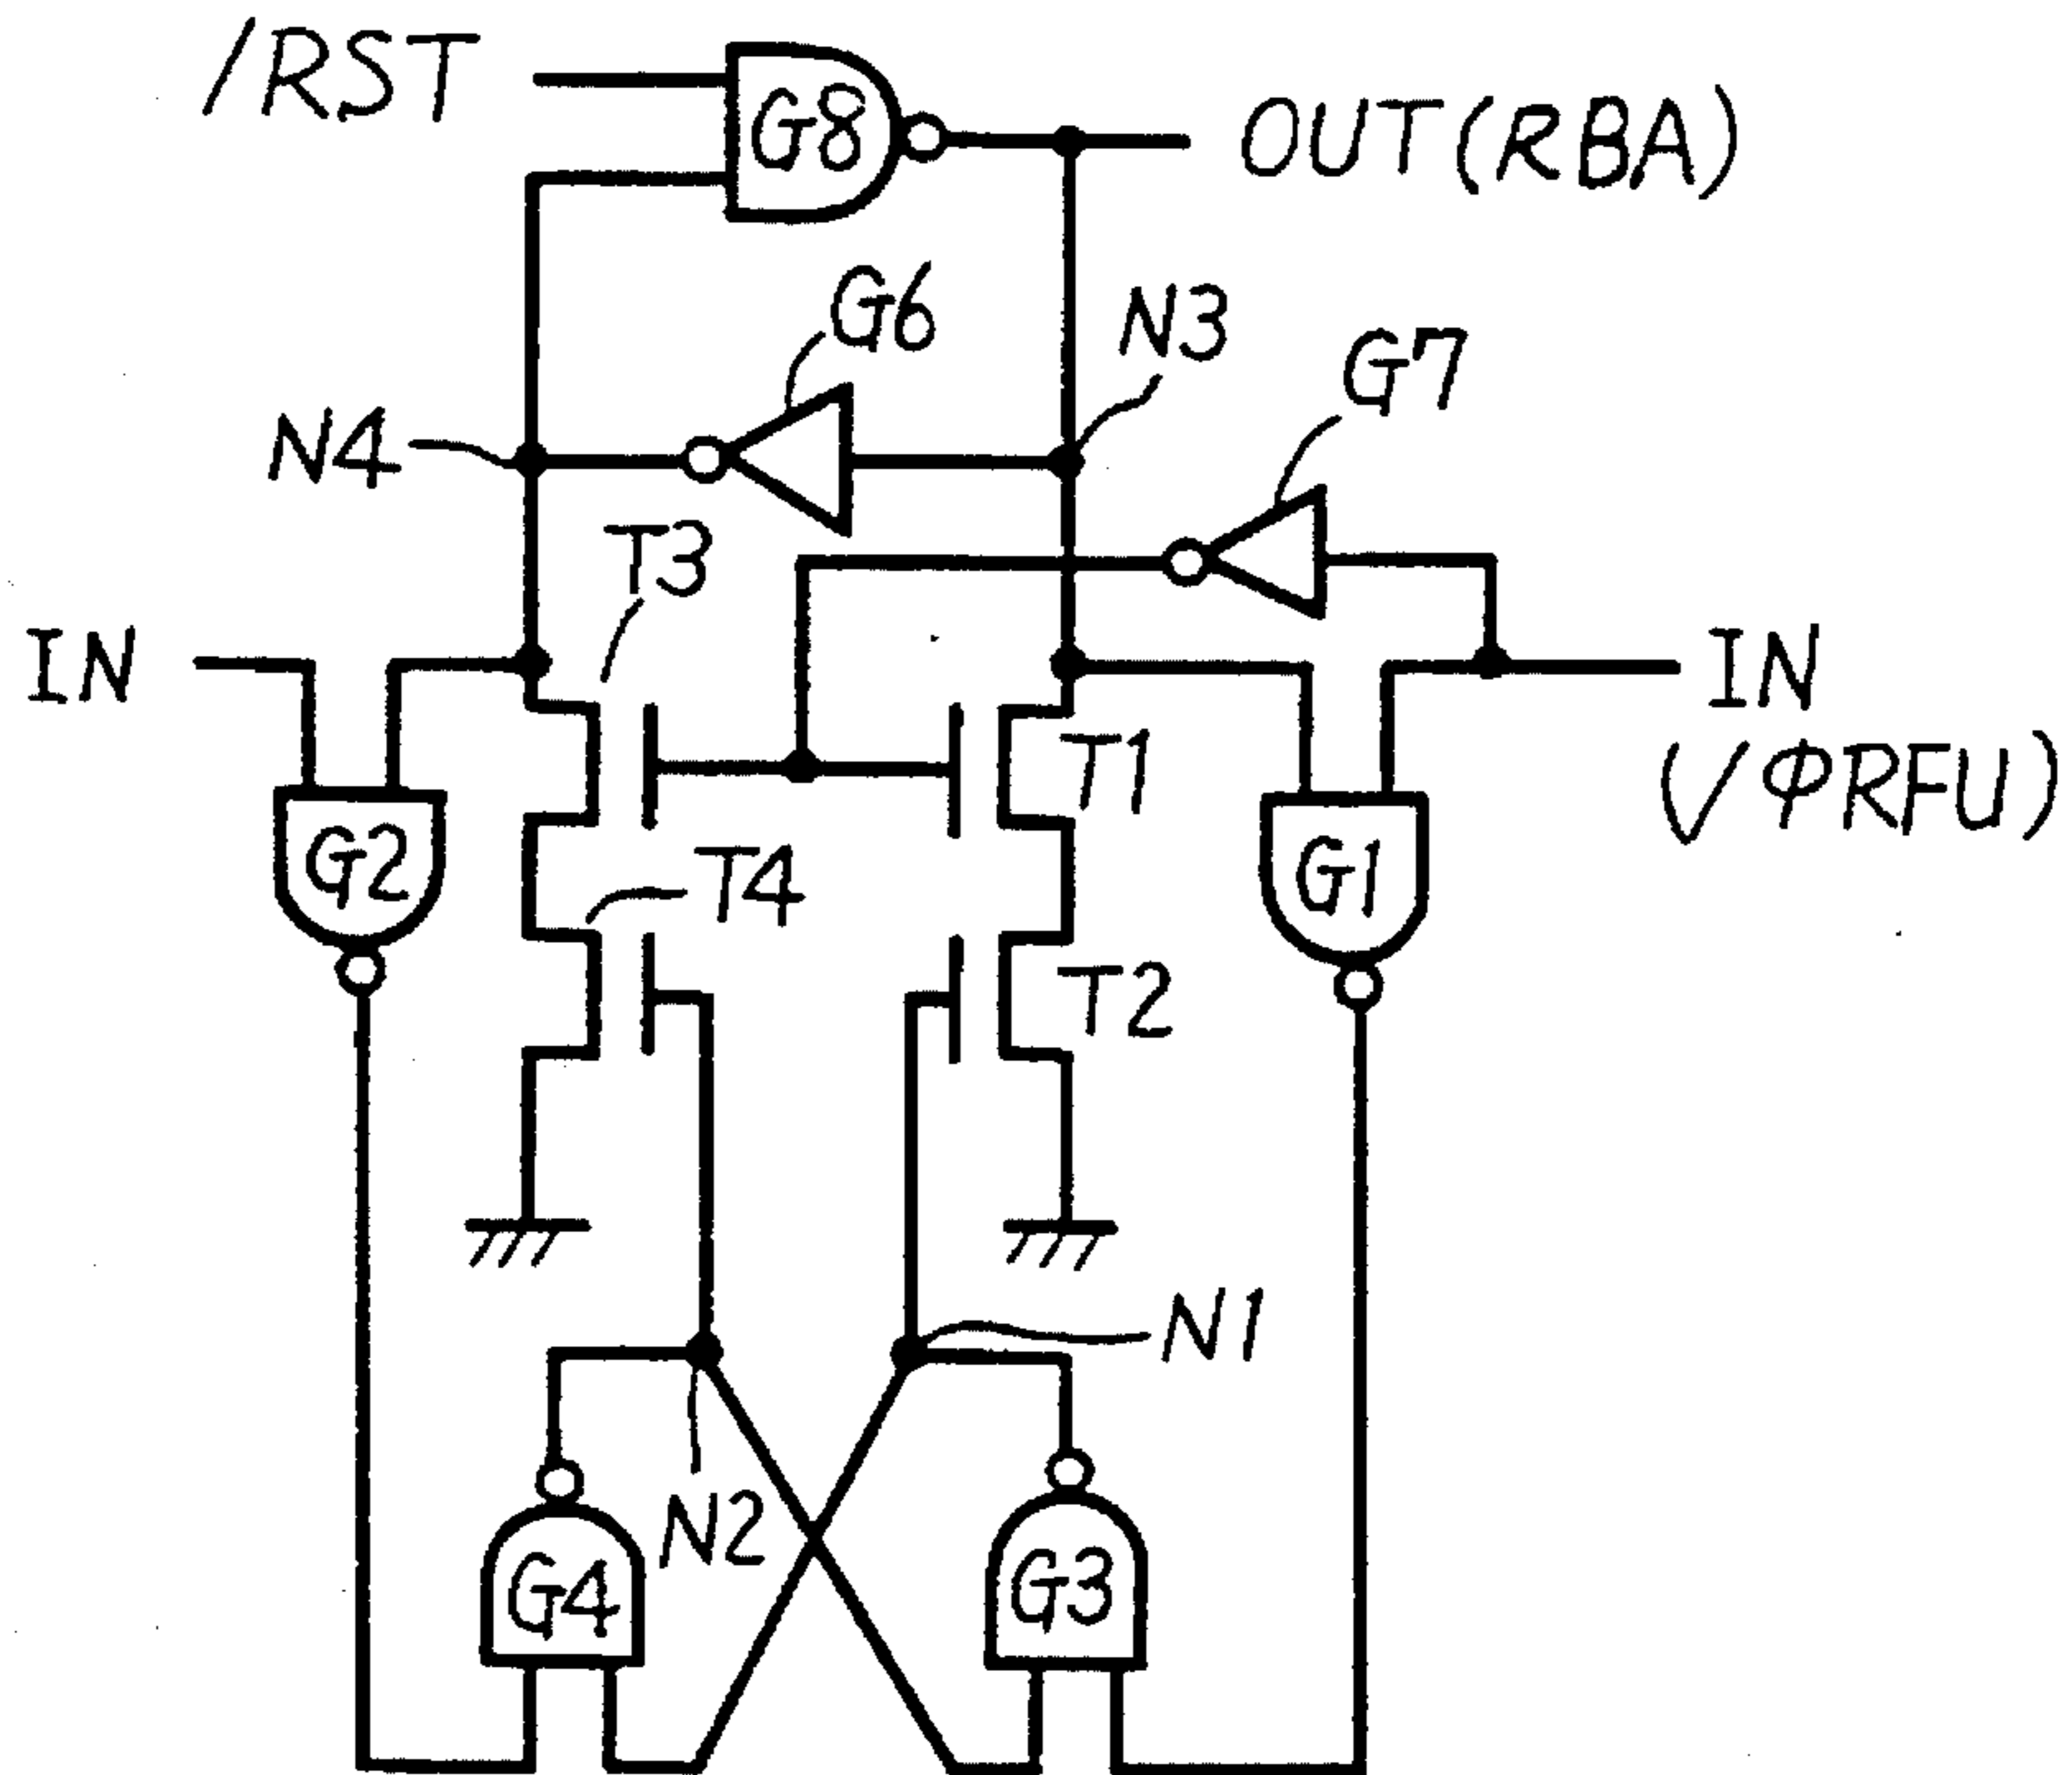 /RST
G8
OUT(RBA)
G6
N3
G7
N4
T3
IN
IN
(/ΦRFU)
T1
G2
G1
T4
T2
N1
N2
G4
G3